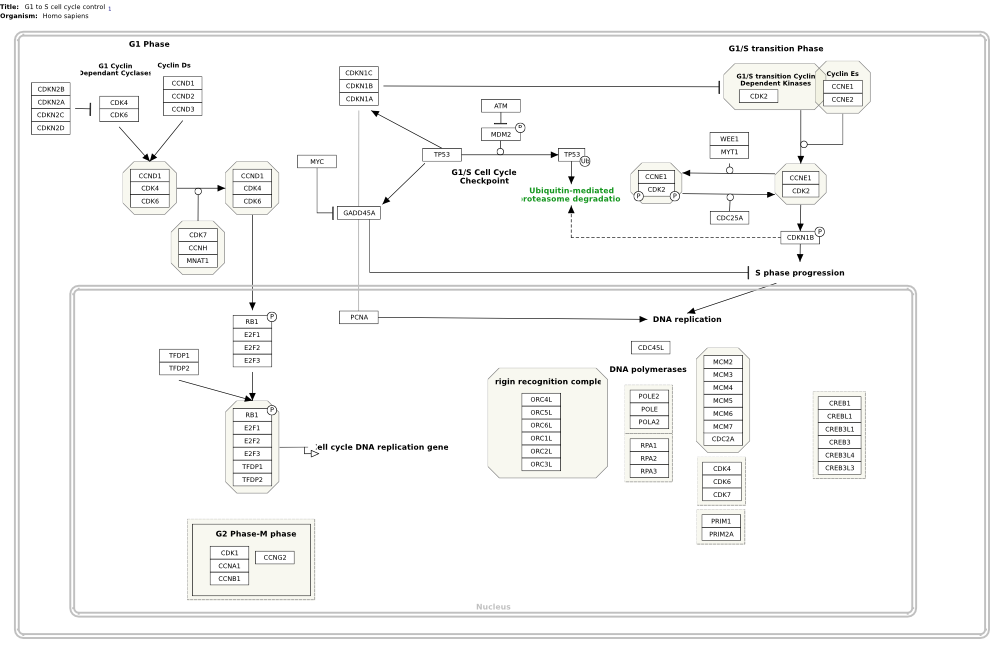 Title: G1 to S cell cycle control 1
Organism: Homo sapiens
G1 Phase
G1 Cyclin
Dependant Cyclases
Cyclin Ds
CDKN2B
CDKN2A
CDKN2C
CDKN2D
CDK4
CDK6
CCND1
CCND2
CCND3
CCND1
CDK4
CDK6
CCND1
CDK4
CDK6
CDK7
CCNH
MNAT1
CDKN1C
CDKN1B
CDKN1A
MYC
GADD45A
TP53
ATM
MDM2
P
TP53
Ub
G1/S Cell Cycle
Checkpoint
Ubiquitin-mediated
roteasome degradatio
G1/S transition Phase
G1/S transition Cyclin
Dependent Kinases
CDK2
Cyclin Es
CCNE1
CCNE2
WEE1
MYT1
CCNE1
CDK2
P
P
CCNE1
CDK2
CDC25A
CDKN1B
P
S phase progression
PCNA
DNA replication
RB1
P
E2F1
E2F2
E2F3
TFDP1
TFDP2
RB1
P
E2F1
E2F2
E2F3
TFDP1
TFDP2
ell cycle DNA replication gene
CDC45L
rigin recognition comple
ORC4L
ORC5L
ORC6L
ORC1L
ORC2L
ORC3L
DNA polymerases
POLE2
POLE
POLA2
RPA1
RPA2
RPA3
MCM2
MCM3
MCM4
MCM5
MCM6
MCM7
CDC2A
CDK4
CDK6
CDK7
PRIM1
PRIM2A
CREB1
CREBL1
CREB3L1
CREB3
CREB3L4
CREB3L3
G2 Phase-M phase
CDK1
CCNA1
CCNB1
CCNG2
Nucleus